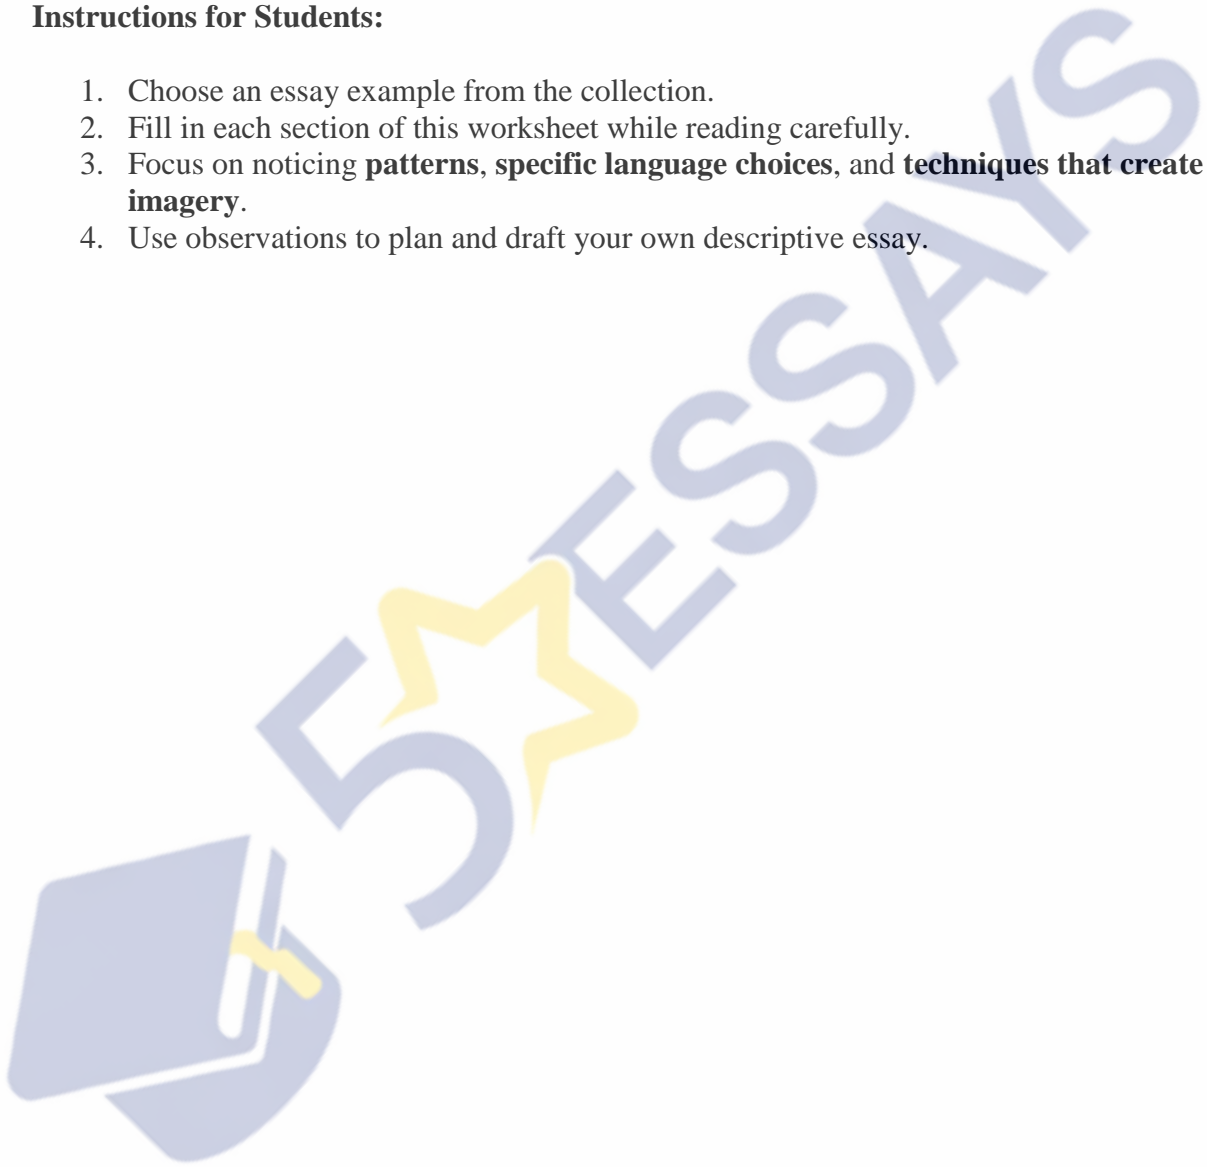 Instructions for Students:
1. Choose an essay example from the collection.
2. Fill in each section of this worksheet while reading carefully.
3. Focus on noticing patterns, specific language choices, and techniques that create
imagery.
4. Use observations to plan and draft your own descriptive essay.
5 ESSAYS